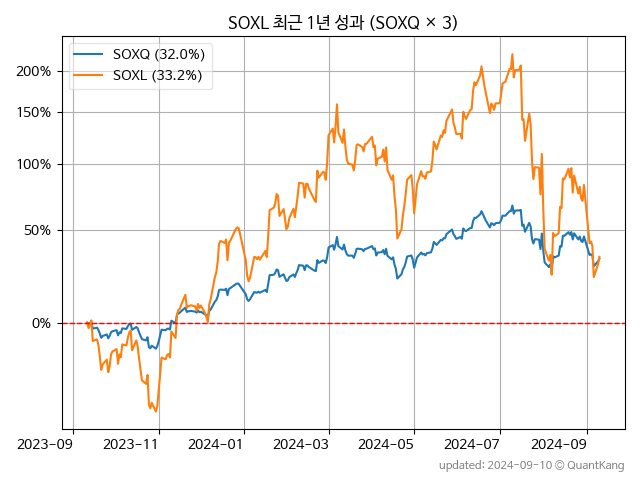 SOXL 최근 1년 성과 (SOXQ × 3)
SOXQ (32.0%)
SOXL (33.2%)
200%
150%
100%
50%
0%
2023-09 2023-11 2024-01 2024-03 2024-05 2024-07 2024-09
updated: 2024-09-10 © QuantKang